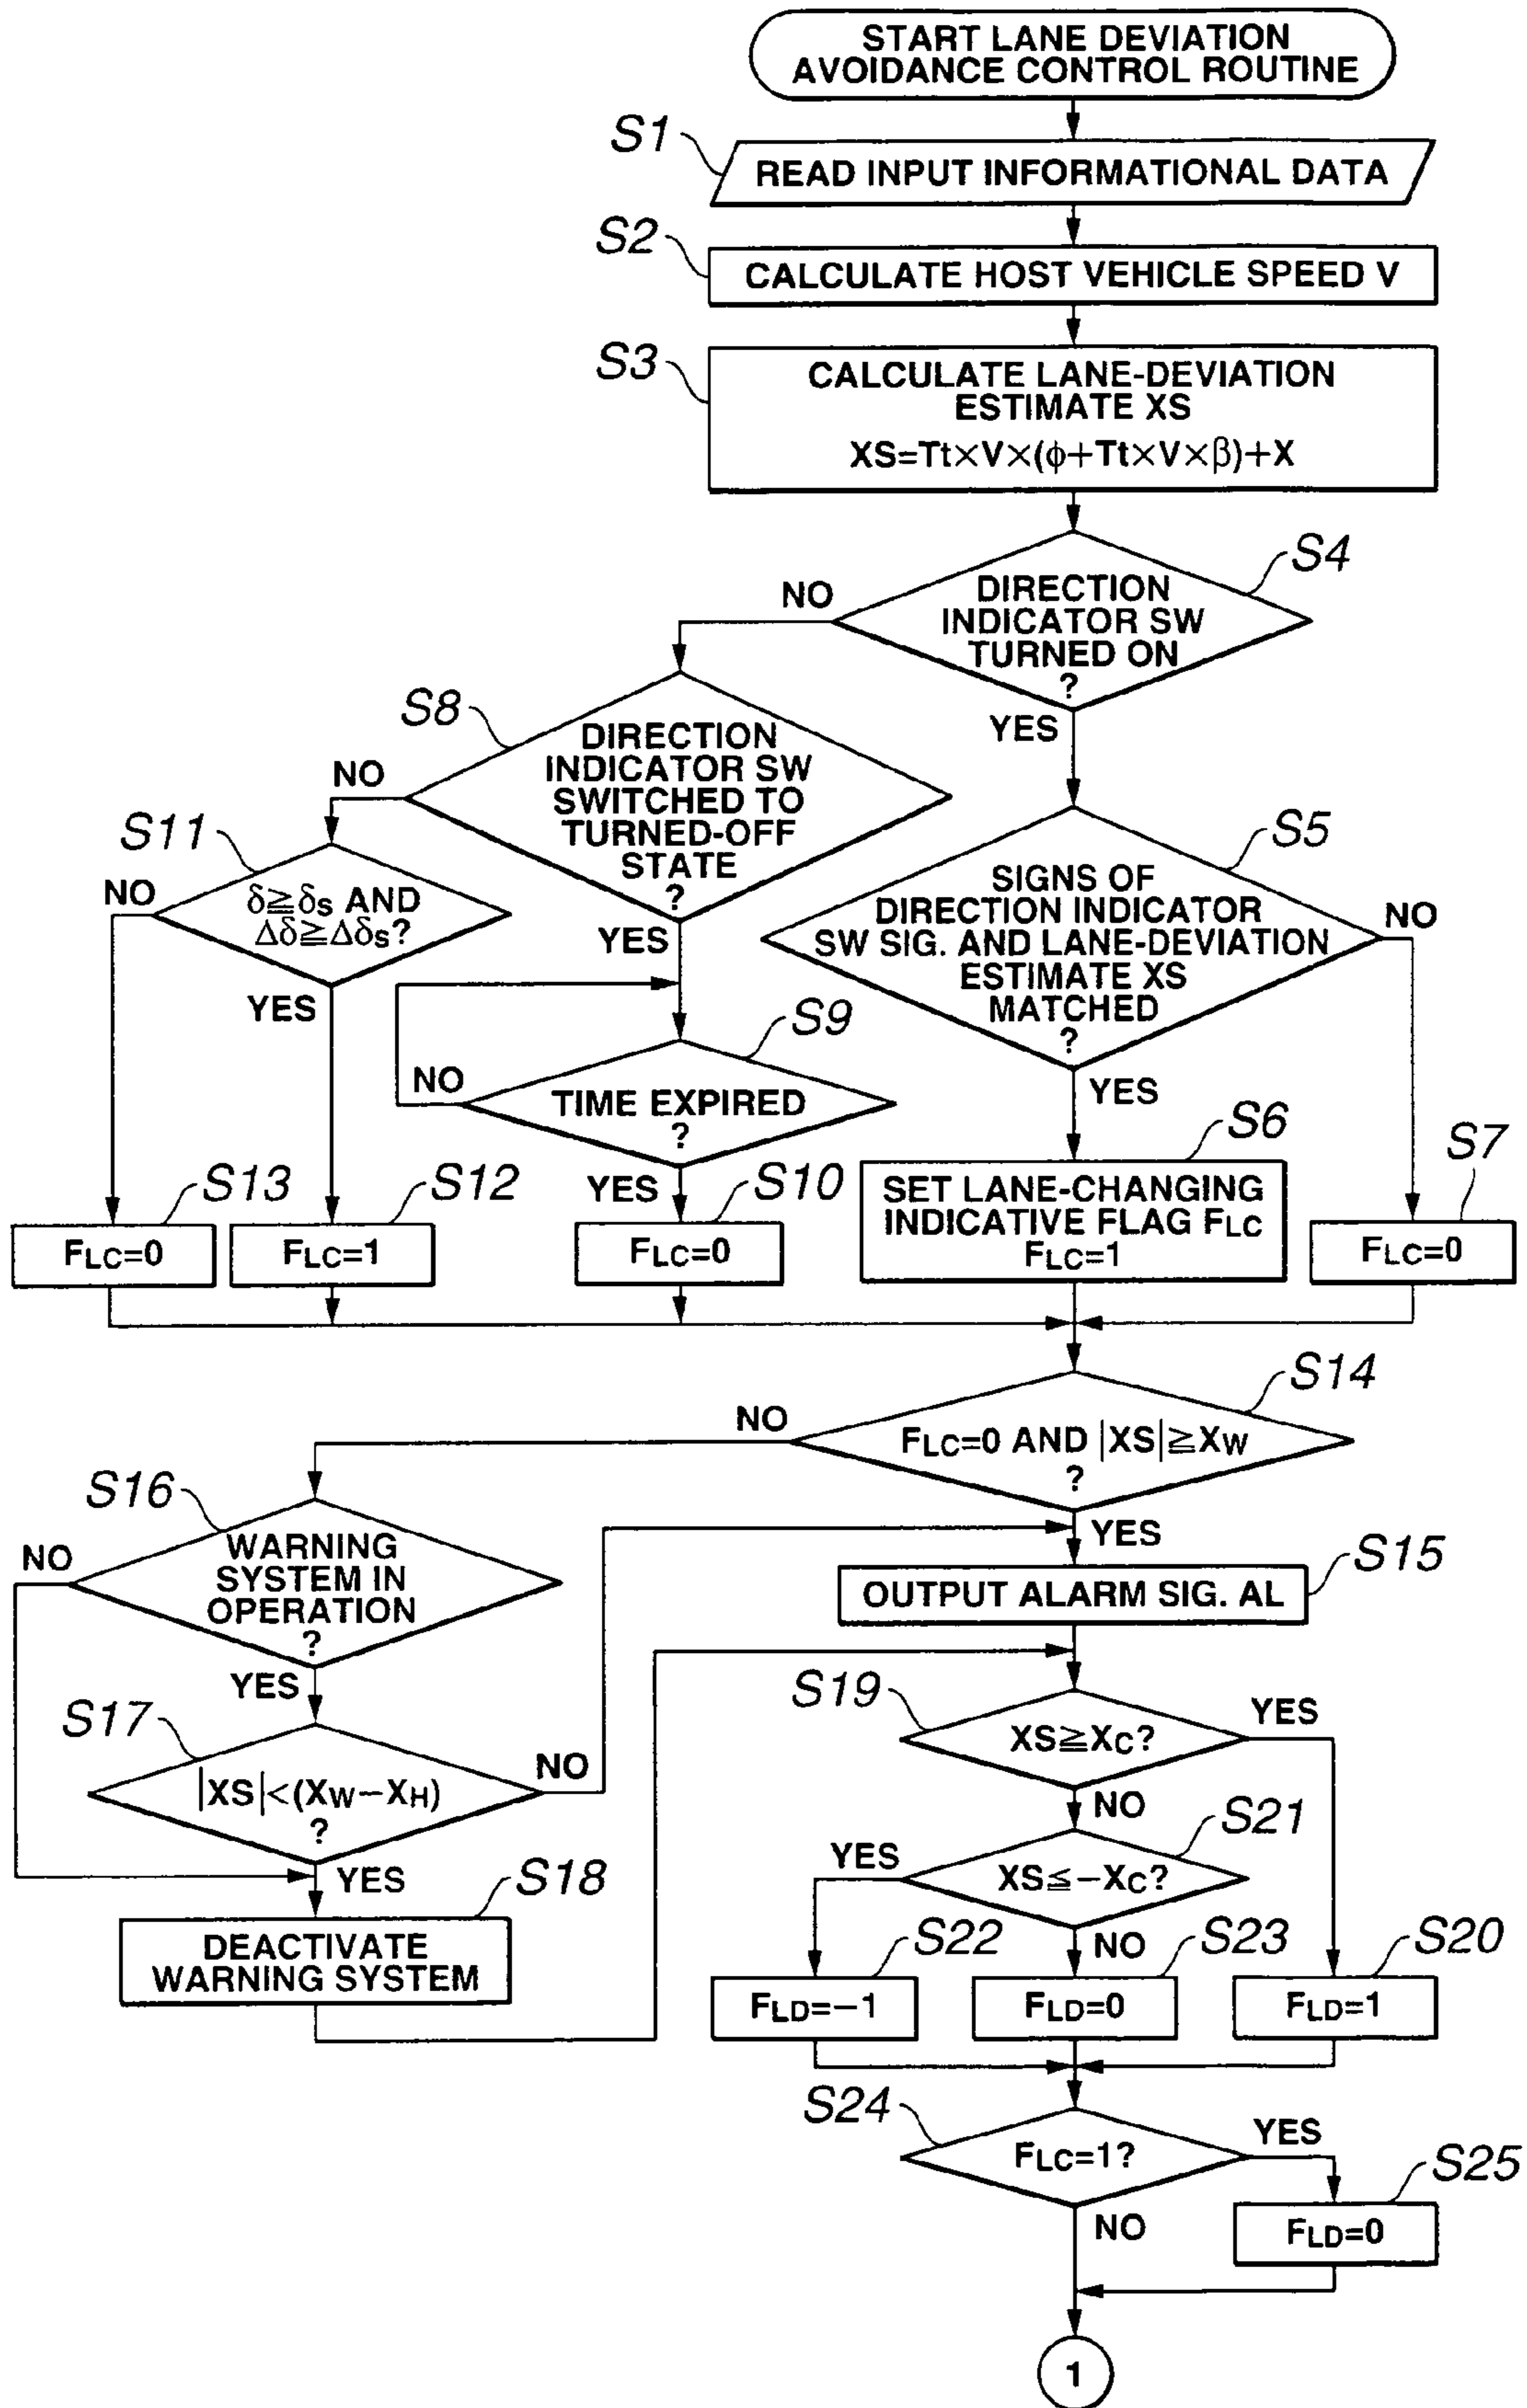 START LANE DEVIATION
AVOIDANCE CONTROL ROUTINE
S1
READ INPUT INFORMATIONAL DATA
S2
CALCULATE HOST VEHICLE SPEED V
S3
CALCULATE LANE-DEVIATION
ESTIMATE XS
XS=Tt×V×(ϕ+Tt×V×β)+X
S4
DIRECTION
INDICATOR SW
TURNED ON
?
NO
YES
S8
DIRECTION
INDICATOR SW
SWITCHED TO
TURNED-OFF
STATE
?
NO
YES
S5
SIGNS OF
DIRECTION INDICATOR
SW SIG. AND LANE-DEVIATION
ESTIMATE XS
MATCHED
?
NO
YES
S11
δ≧δs AND
Δδ≧Δδs?
NO
YES
S9
TIME EXPIRED
?
NO
YES
S13
FLC=0
S12
FLC=1
S10
FLC=0
S6
SET LANE-CHANGING
INDICATIVE FLAG FLC
FLC=1
S7
FLC=0
S14
FLC=0 AND |XS|≧XW
?
NO
YES
S16
WARNING
SYSTEM IN
OPERATION
?
NO
YES
S15
OUTPUT ALARM SIG. AL
S17
|XS|<(XW−XH)
?
NO
YES
S18
DEACTIVATE
WARNING SYSTEM
S19
XS≧XC?
YES
NO
S21
XS≦−XC?
YES
NO
S22
FLD=−1
S23
FLD=0
S20
FLD=1
S24
FLC=1?
YES
NO
S25
FLD=0
1